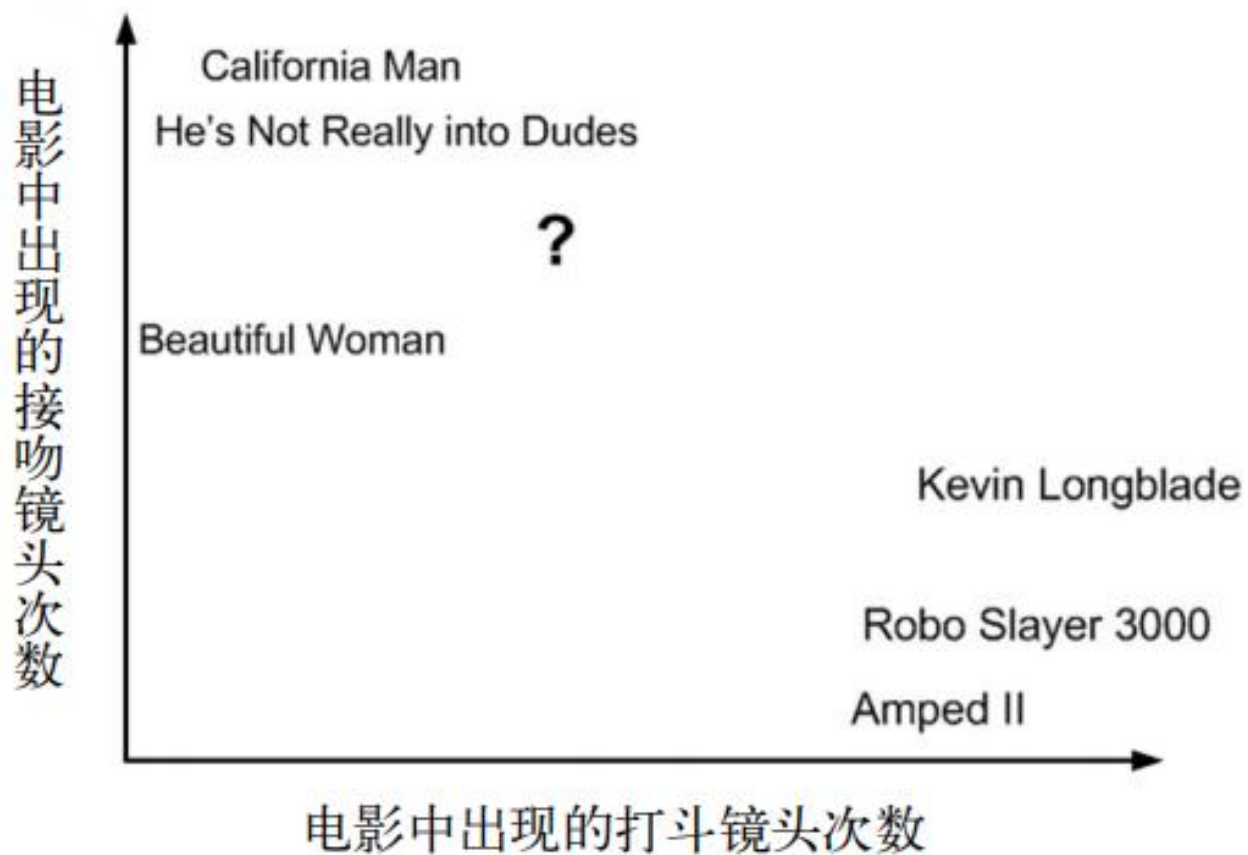 电影中出现的接吻镜头次数
California Man
He's Not Really into Dudes
?
Beautiful Woman
Kevin Longblade
Robo Slayer 3000
Amped II
电影中出现的打斗镜头次数